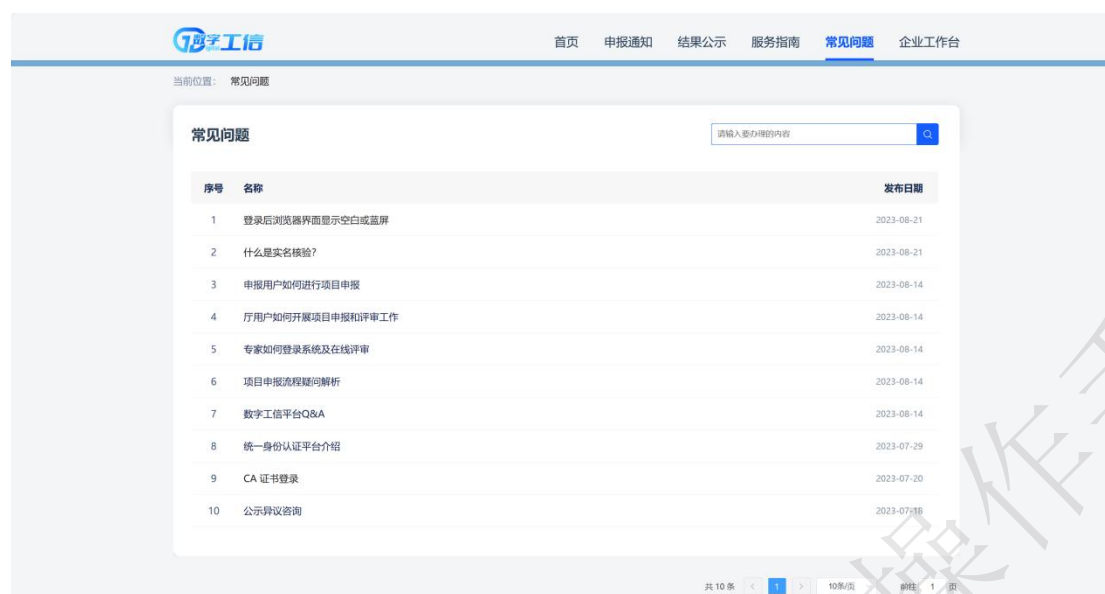 数字工信
首页 申报通知 结果公示 服务指南 常见问题 企业工作台
当前位置： 常见问题
常见问题
请输入要办理的内容
序号 名称 发布日期
1 登录后浏览器界面显示空白或蓝屏 2023-08-21
2 什么是实名核验？ 2023-08-21
3 申报用户如何进行项目申报 2023-08-14
4 厅用户如何开展项目申报和评审工作 2023-08-14
5 专家如何登录系统及在线评审 2023-08-14
6 项目申报流程疑问解析 2023-08-14
7 数字工信平台Q&A 2023-08-14
8 统一身份认证平台介绍 2023-07-29
9 CA 证书登录 2023-07-20
10 公示异议咨询 2023-07-18
共 10 条 < 1 > 10条/页 前往 1 页
操作